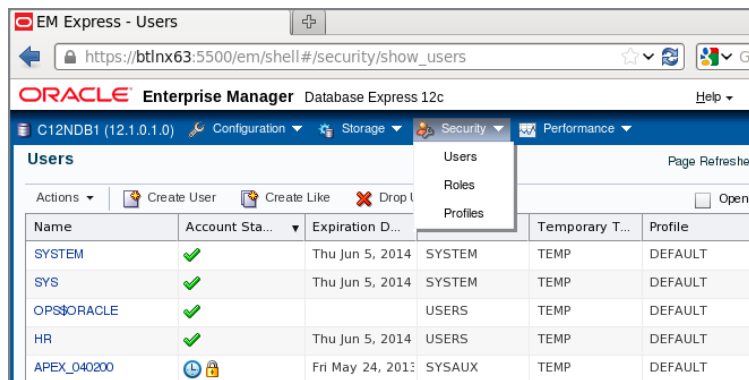 EM Express - Users
https://btlnx63:5500/em/shell#/security/show_users
ORACLE Enterprise Manager Database Express 12c Help
C12NDB1 (12.1.0.1.0) Configuration Storage Security Performance
Users Page Refreshe
Users
Roles
Profiles
Actions Create User Create Like Drop Open
Name Account Sta... Expiration D... Temporary T... Profile
SYSTEM Thu Jun 5, 2014 SYSTEM TEMP DEFAULT
SYS Thu Jun 5, 2014 SYSTEM TEMP DEFAULT
OPS$ORACLE USERS TEMP DEFAULT
HR Thu Jun 5, 2014 USERS TEMP DEFAULT
APEX_040200 Fri May 24, 2013 SYSAUX TEMP DEFAULT